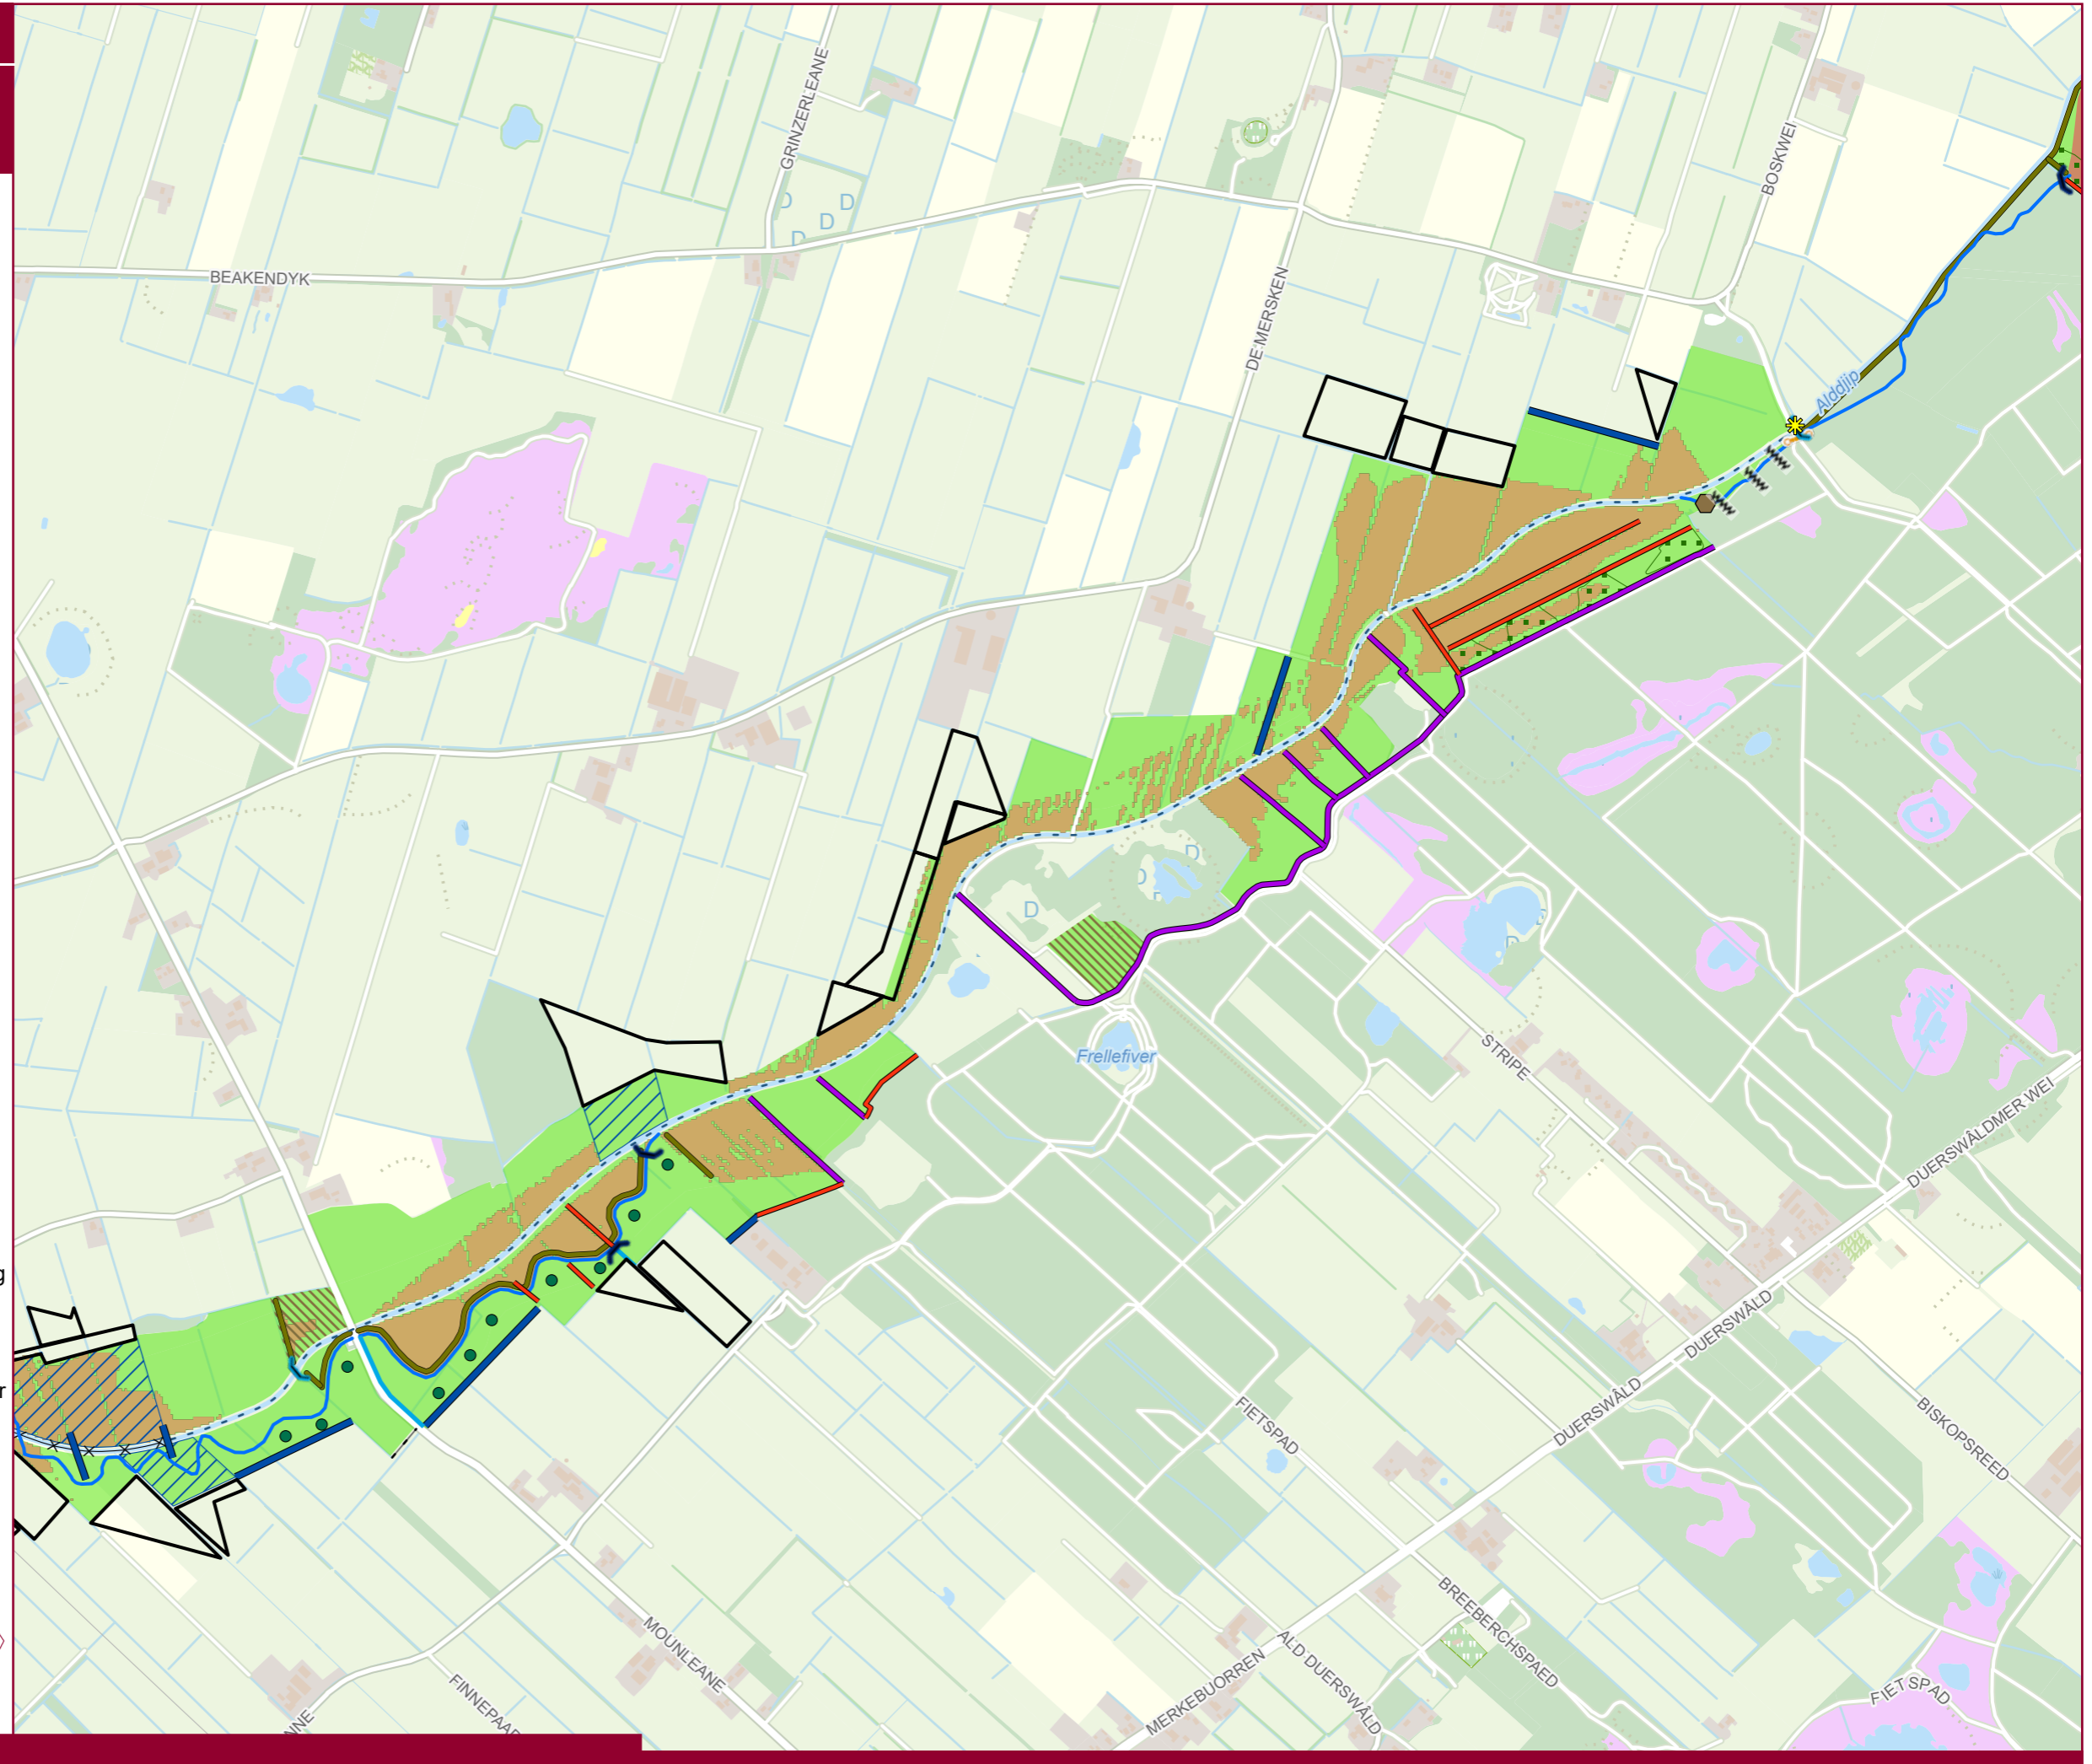 GRINZERLEANE
BOSKWEI
D
D
D
D
BEAKENDYK
DE MERSKEN
Alddjip
D
D
D
D
D
Frellefiver
STRIPE
DUERSWÂLDMER WEI
g
DUERSWÂLD
r
DUERSWÂLD
FIETSPAD
BISKOPSREED
BREEBERCHSPAED
MOUNLEANE
ALD DUERSWÂLD
MERKEBUORREN
FINNEPAAD
FIETSPAD
NNE